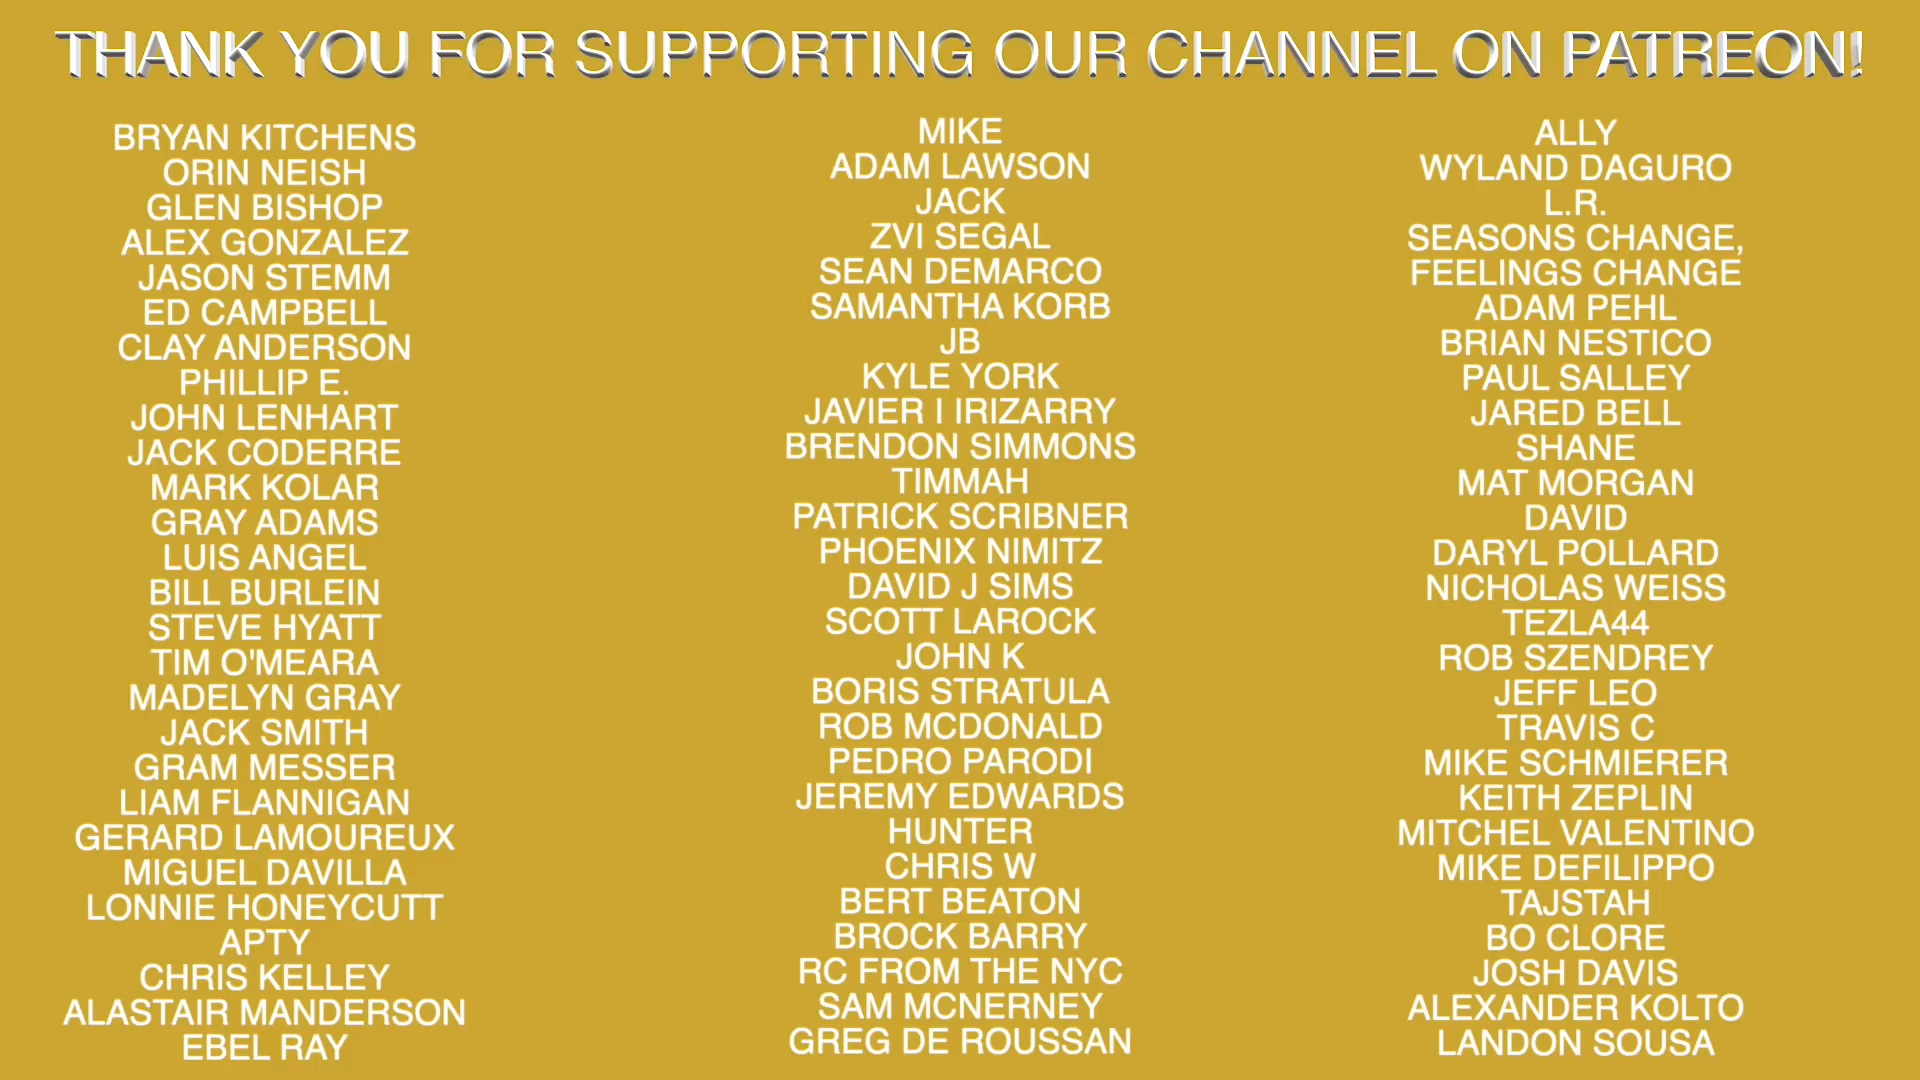 THANK YOU FOR SUPPORTING OUR CHANNEL ON PATREON!
BRYAN KITCHENS
ORIN NEISH
GLEN BISHOP
ALEX GONZALEZ
JASON STEMM
ED CAMPBELL
CLAY ANDERSON
PHILLIP E.
JOHN LENHART
JACK CODERRE
MARK KOLAR
GRAY ADAMS
LUIS ANGEL
BILL BURLEIN
STEVE HYATT
TIM O'MEARA
MADELYN GRAY
JACK SMITH
GRAM MESSER
LIAM FLANNIGAN
GERARD LAMOUREUX
MIGUEL DAVILLA
LONNIE HONEYCUTT
APTY
CHRIS KELLEY
ALASTAIR MANDERSON
EBEL RAY
MIKE
ADAM LAWSON
JACK
ZVI SEGAL
SEAN DEMARCO
SAMANTHA KORB
JB
KYLE YORK
JAVIER I IRIZARRY
BRENDON SIMMONS
TIMMAH
PATRICK SCRIBNER
PHOENIX NIMITZ
DAVID J SIMS
SCOTT LAROCK
JOHN K
BORIS STRATULA
ROB MCDONALD
PEDRO PARODI
JEREMY EDWARDS
HUNTER
CHRIS W
BERT BEATON
BROCK BARRY
RC FROM THE NYC
SAM MCNERNEY
GREG DE ROUSSAN
ALLY
WYLAND DAGURO
L.R.
SEASONS CHANGE,
FEELINGS CHANGE
ADAM PEHL
BRIAN NESTICO
PAUL SALLEY
JARED BELL
SHANE
MAT MORGAN
DAVID
DARYL POLLARD
NICHOLAS WEISS
TEZLA44
ROB SZENDREY
JEFF LEO
TRAVIS C
MIKE SCHMIERER
KEITH ZEPLIN
MITCHEL VALENTINO
MIKE DEFILIPPO
TAJSTAH
BO CLORE
JOSH DAVIS
ALEXANDER KOLTO
LANDON SOUSA